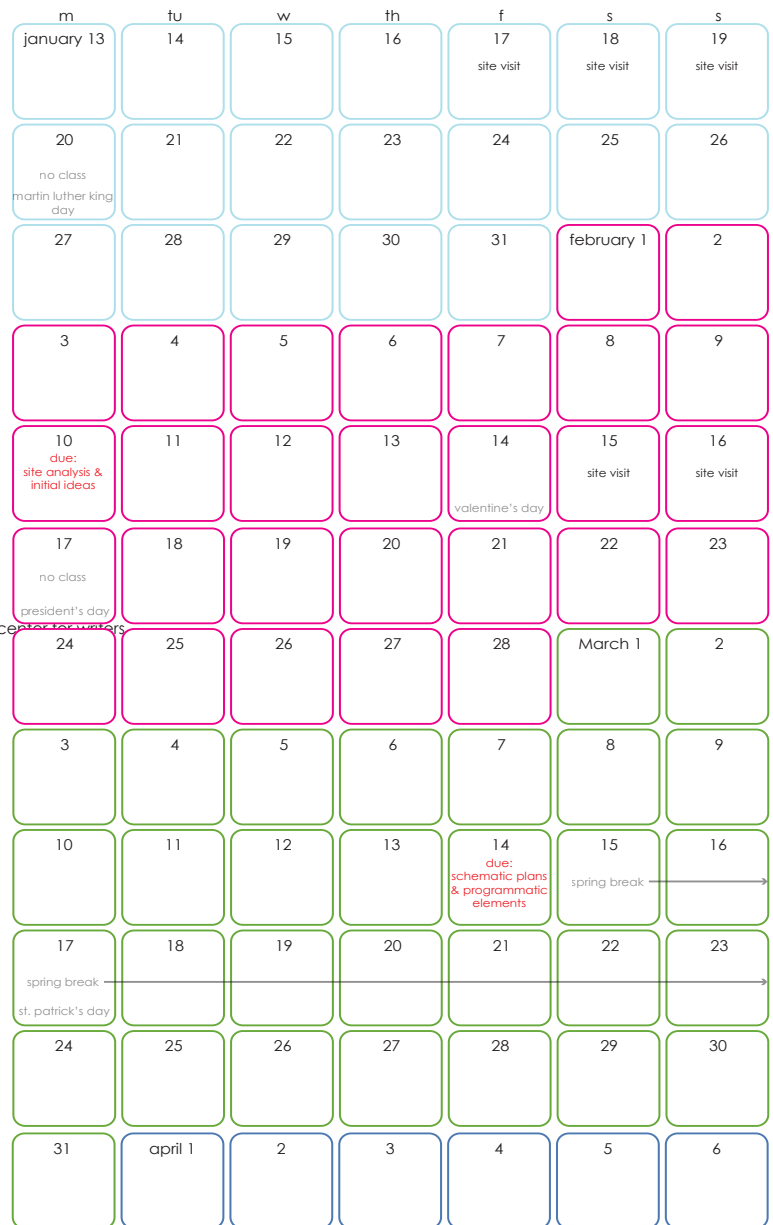 m tu w th f s s
january 13 14 15 16 17 18 19
site visit site visit site visit
20 21 22 23 24 25 26
no class
martin luther king
day
27 28 29 30 31 february 1 2
3 4 5 6 7 8 9
10 11 12 13 14 15 16
due:
site analysis & site visit site visit
initial ideas
valentine's day
17 18 19 20 21 22 23
no class
president's day
center for writers
24 25 26 27 28 March 1 2
3 4 5 6 7 8 9
10 11 12 13 14 15 16
due:
schematic plans
spring break
& programmatic
elements
17 18 19 20 21 22 23
spring break
st. patrick's day
24 25 26 27 28 29 30
31 april 1 2 3 4 5 6